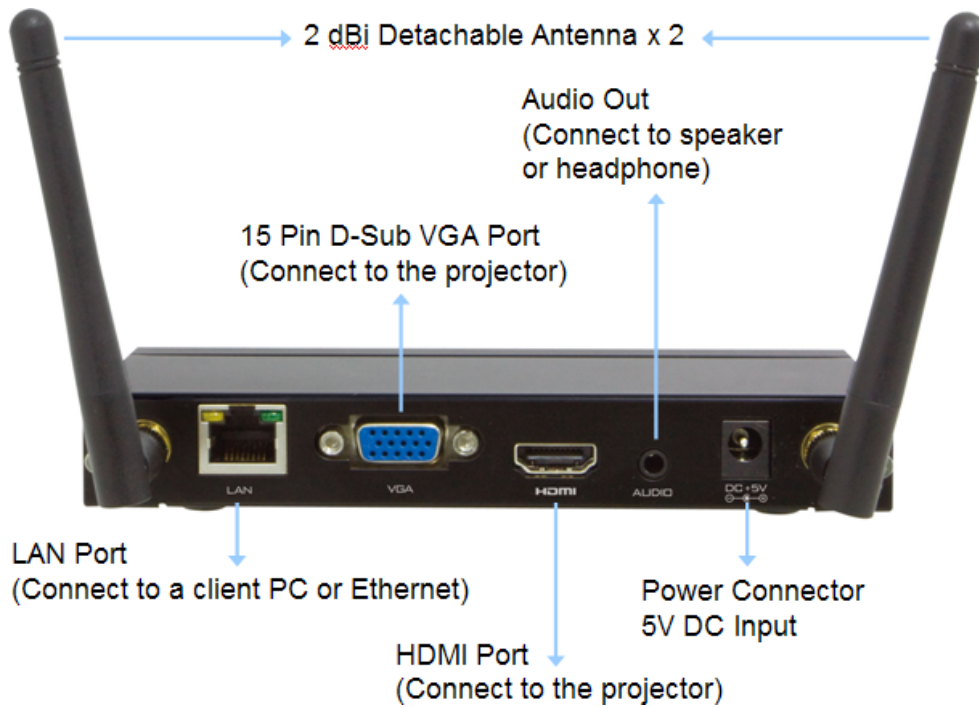 2 dBi Detachable Antenna x 2
Audio Out
(Connect to speaker
or headphone)
15 Pin D-Sub VGA Port
(Connect to the projector)
LAN
VGA
HDMI
AUDIO
DC +5V
LAN Port
(Connect to a client PC or Ethernet)
Power Connector
5V DC Input
HDMI Port
(Connect to the projector)